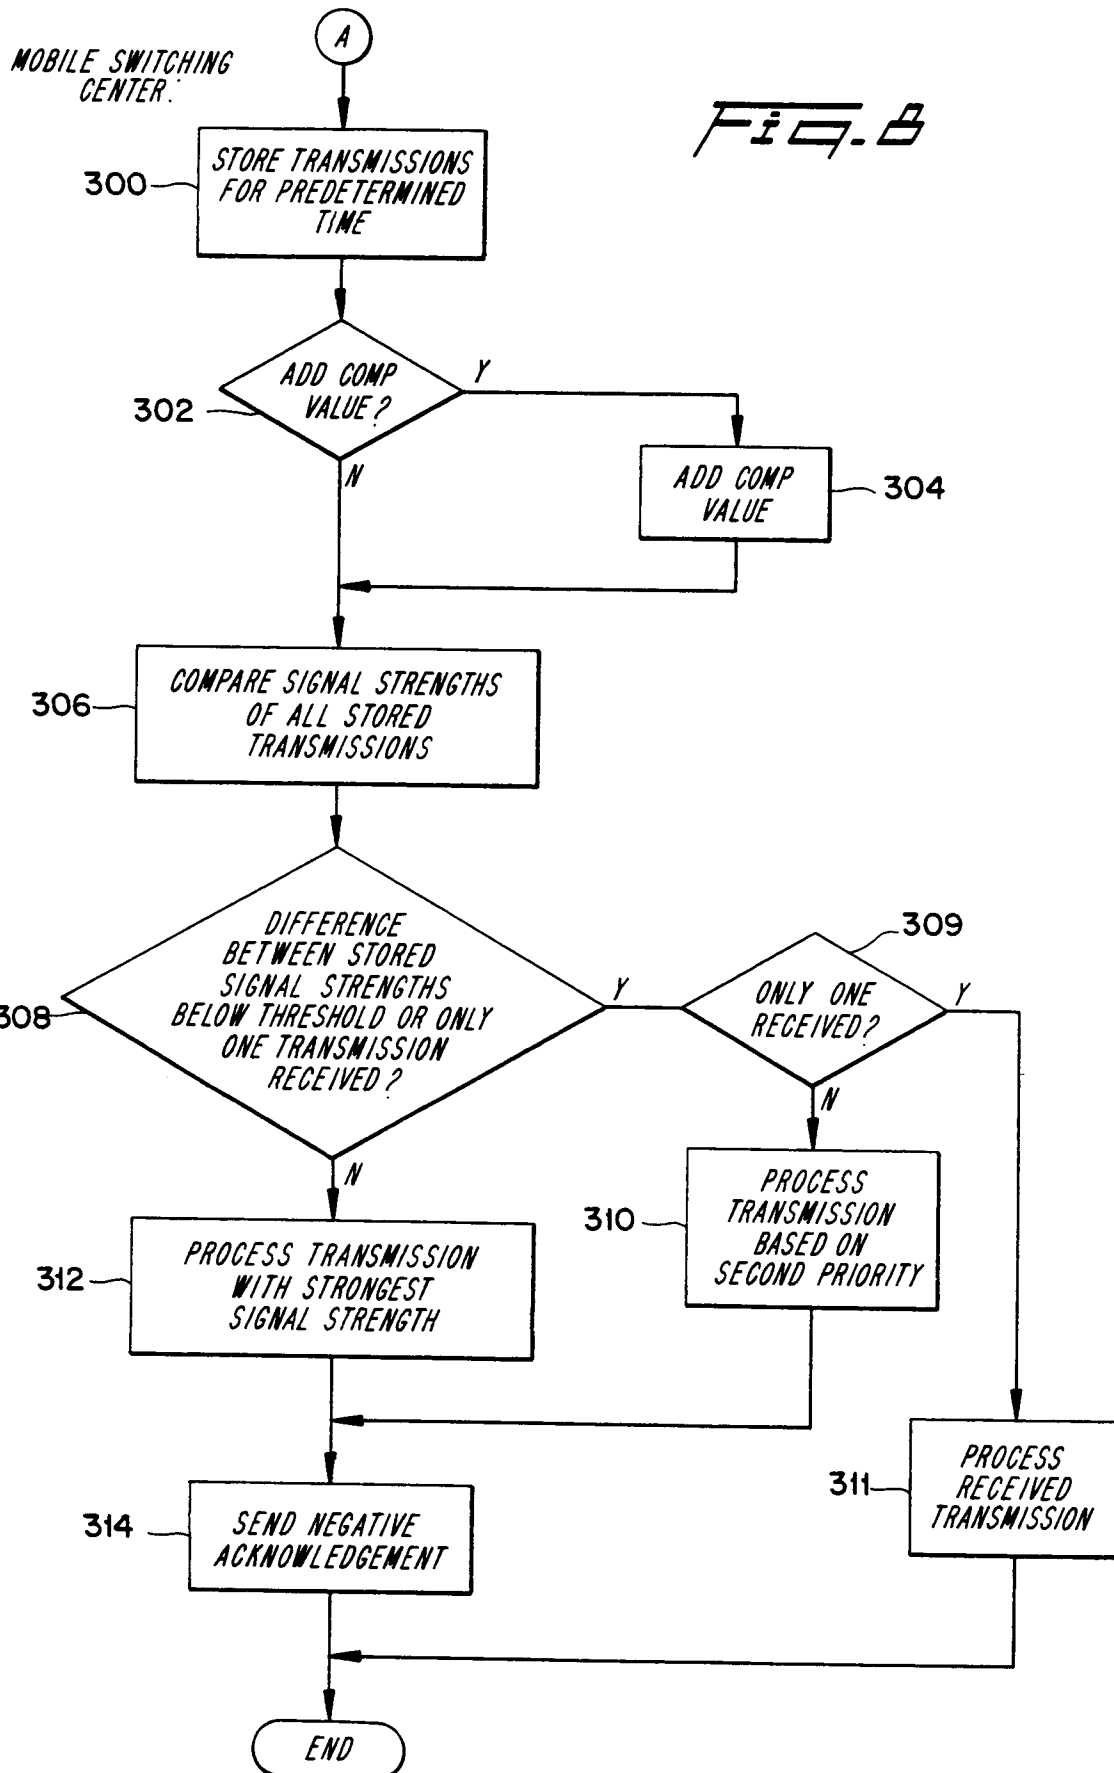 A
MOBILE SWITCHING
CENTER:
Fig. 8
300
STORE TRANSMISSIONS
FOR PREDETERMINED
TIME
302
ADD COMP
VALUE?
Y
N
ADD COMP
VALUE
304
306
COMPARE SIGNAL STRENGTHS
OF ALL STORED
TRANSMISSIONS
308
DIFFERENCE
BETWEEN STORED
SIGNAL STRENGTHS
BELOW THRESHOLD OR ONLY
ONE TRANSMISSION
RECEIVED?
Y
N
309
ONLY ONE
RECEIVED?
Y
N
310
PROCESS
TRANSMISSION
BASED ON
SECOND PRIORITY
312
PROCESS TRANSMISSION
WITH STRONGEST
SIGNAL STRENGTH
311
PROCESS
RECEIVED
TRANSMISSION
314
SEND NEGATIVE
ACKNOWLEDGEMENT
END